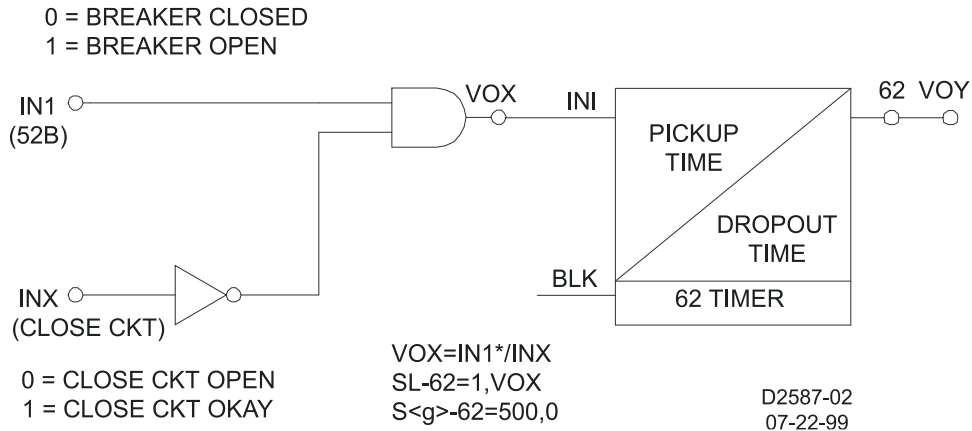 0 = BREAKER CLOSED
1 = BREAKER OPEN
IN1
(52B)
VOX
INI
PICKUP
TIME
62 VOY
DROPOUT
TIME
BLK
62 TIMER
INX
(CLOSE CKT)
0 = CLOSE CKT OPEN
1 = CLOSE CKT OKAY
VOX=IN1*/INX
SL-62=1,VOX
S<g>-62=500,0
D2587-02
07-22-99